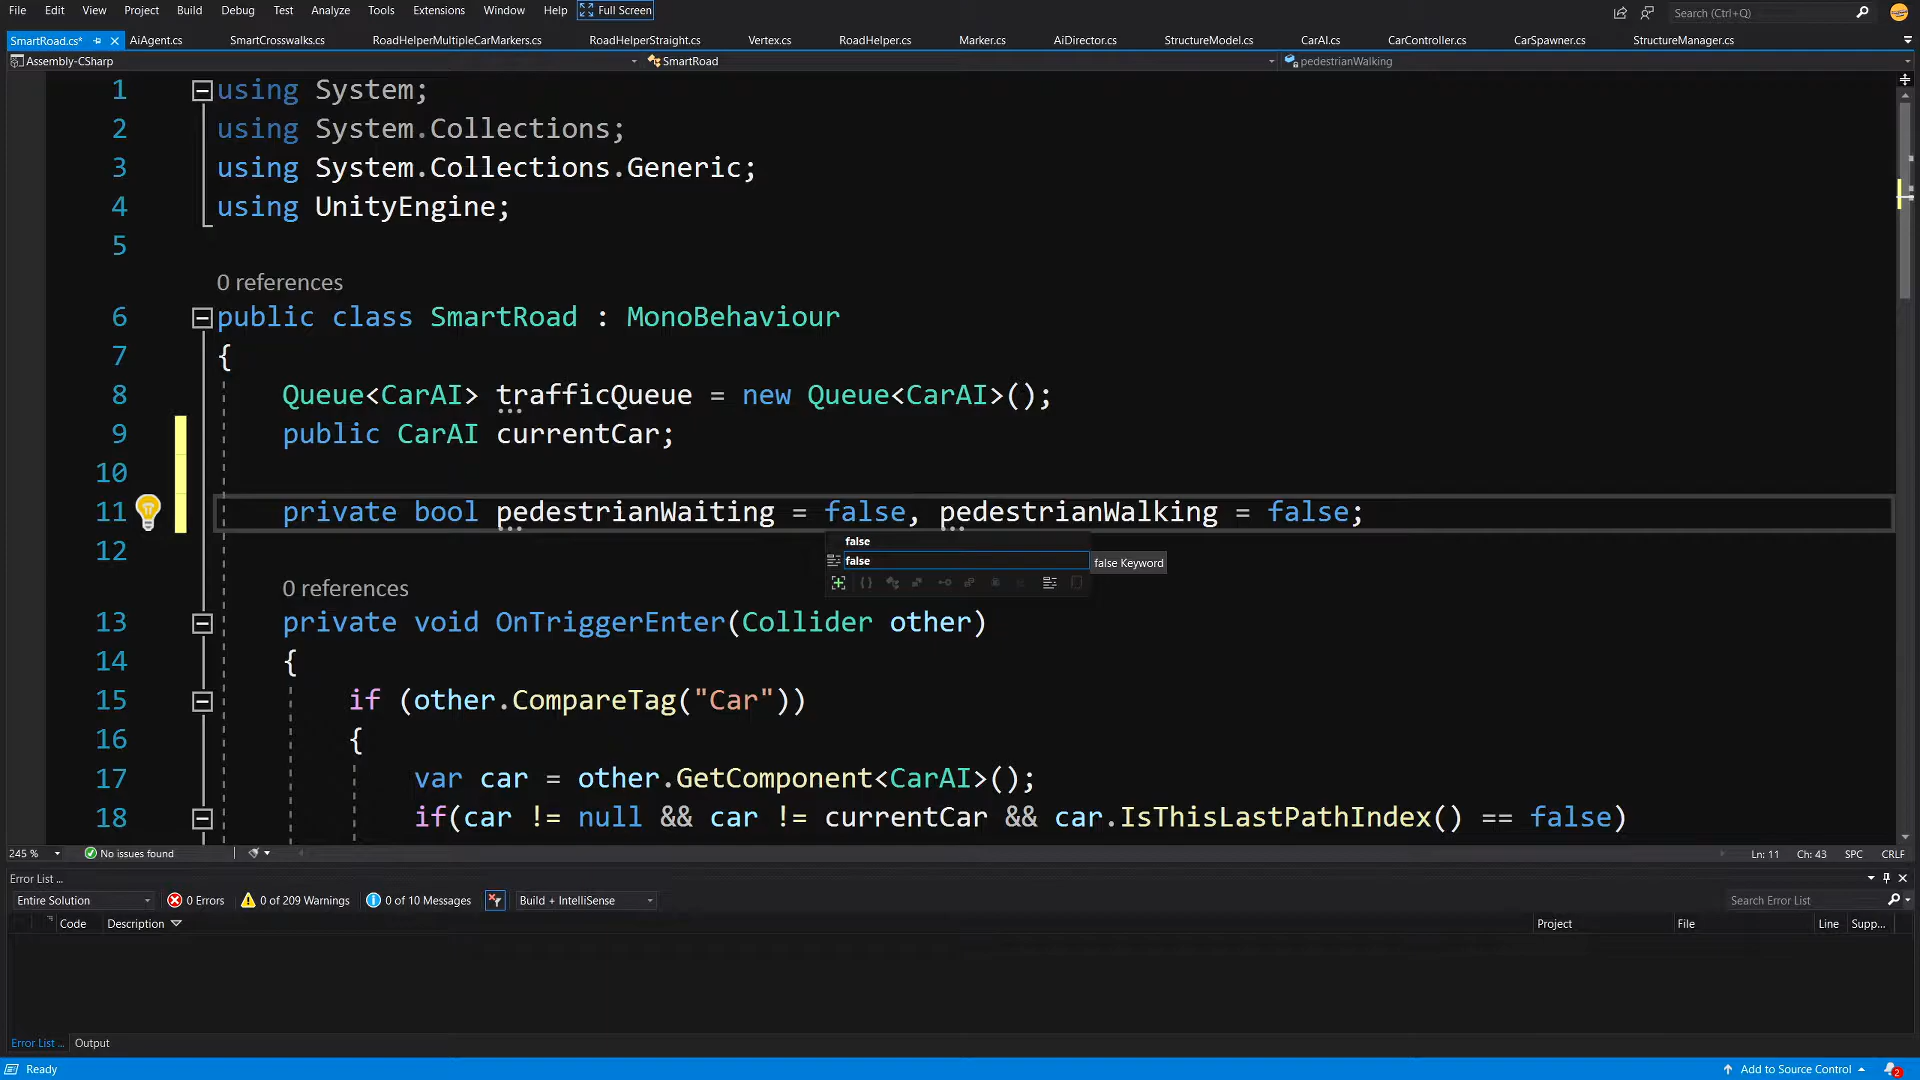 File Edit View Project Build Debug Test Analyze Tools Extensions Window Help Full Screen Search (Ctrl+Q)
SmartRoad.cs* AiAgent.cs SmartCrosswalks.cs RoadHelperMultipleCarMarkers.cs RoadHelperStraight.cs Vertex.cs RoadHelper.cs Marker.cs AiDirector.cs StructureModel.cs CarAI.cs CarController.cs CarSpawner.cs StructureManager.cs
Assembly-CSharp SmartRoad pedestrianWalking
1 using System;
2 using System.Collections;
3 using System.Collections.Generic;
4 using UnityEngine;
5
0 references
6 public class SmartRoad : MonoBehaviour
7 {
8 Queue<CarAI> trafficQueue = new Queue<CarAI>();
9 public CarAI currentCar;
10
11 private bool pedestrianWaiting = false, pedestrianWalking = false;
false
12
false false Keyword
0 references
13 private void OnTriggerEnter(Collider other)
14 {
15 if (other.CompareTag("Car"))
16 {
17 var car = other.GetComponent<CarAI>();
18 if(car != null && car != currentCar && car.IsThisLastPathIndex() == false)
245 % No issues found Ln: 11 Ch: 43 SPC CRLF
Error List ...
Entire Solution 0 Errors 0 of 209 Warnings 0 of 10 Messages Build + IntelliSense Search Error List
Code Description Project File Line Supp...
Error List ... Output
Ready Add to Source Control 2